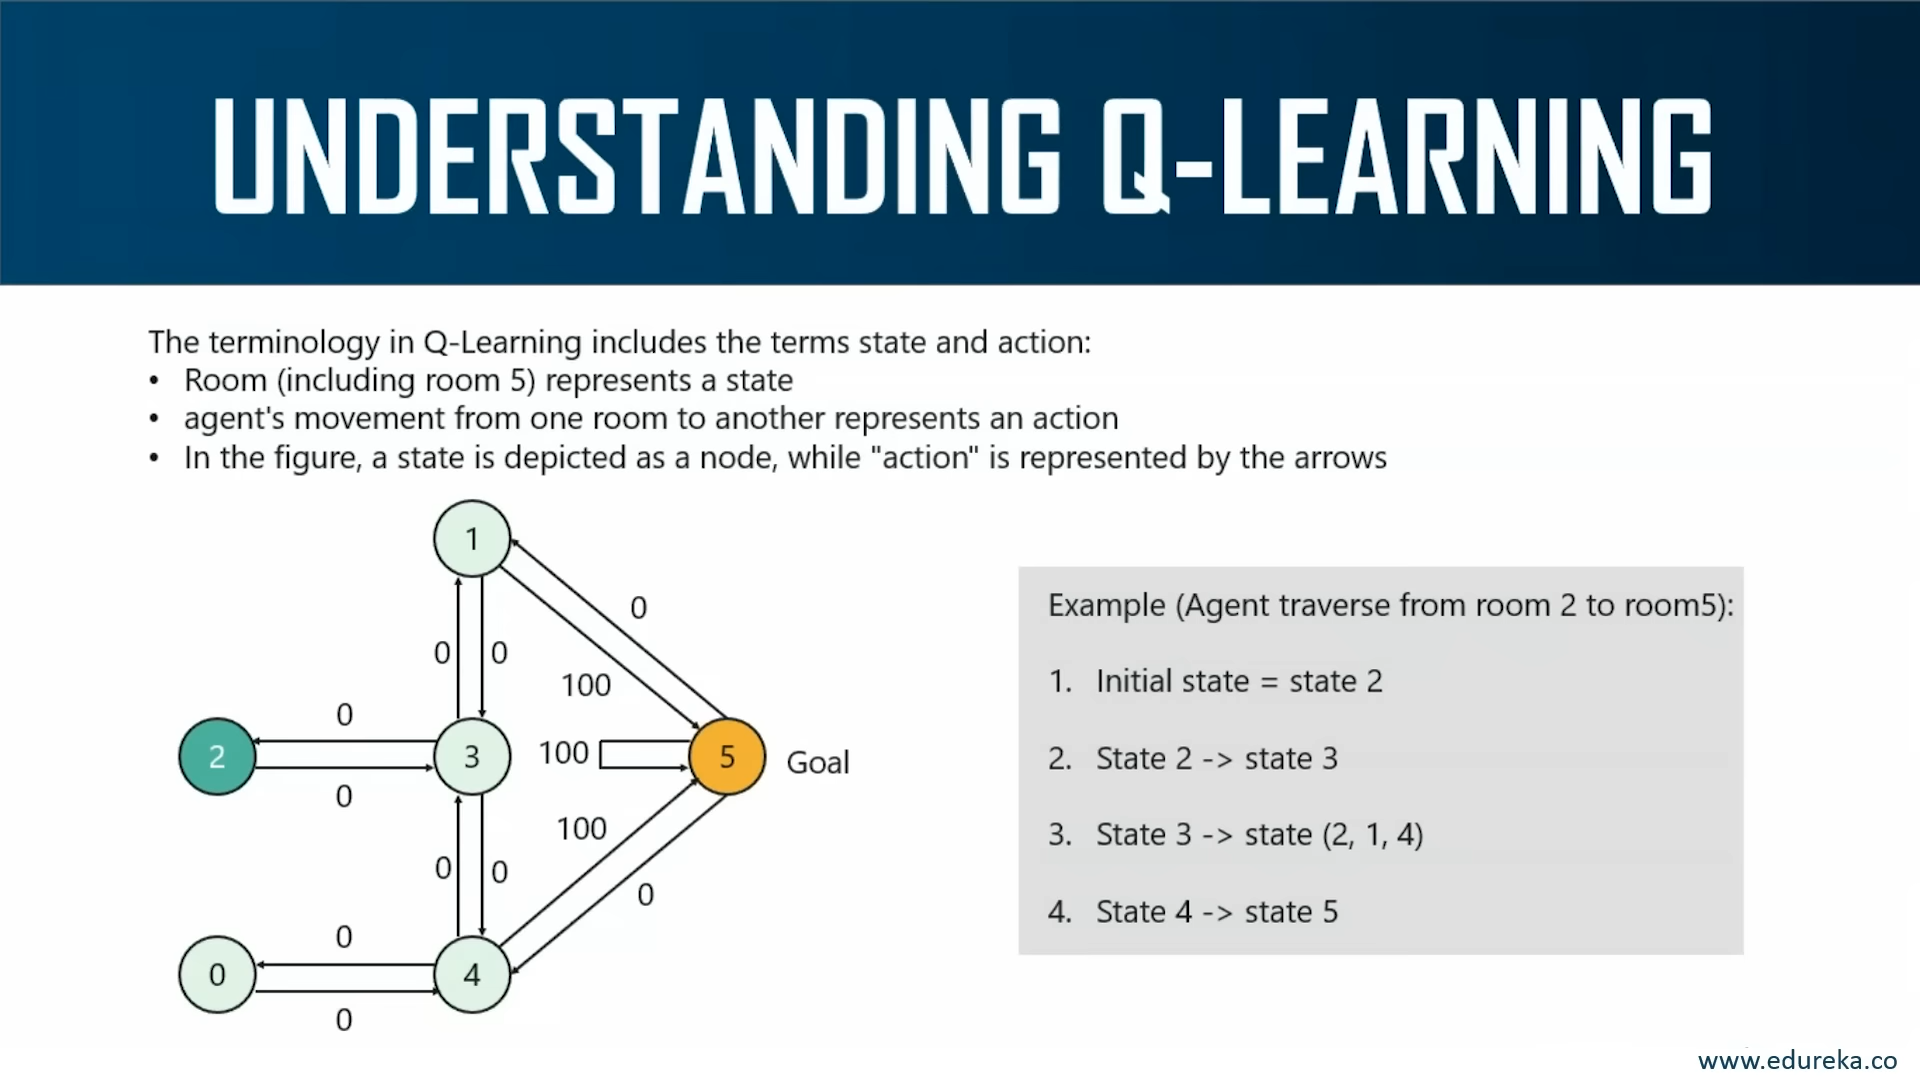 UNDERSTANDING Q-LEARNING
The terminology in Q-Learning includes the terms state and action:
• Room (including room 5) represents a state
• agent's movement from one room to another represents an action
• In the figure, a state is depicted as a node, while "action" is represented by the arrows
1
0
0
0
100
0
2
3
100
5
Goal
0
100
0
0
0
0
0
4
0
Example (Agent traverse from room 2 to room5):
1. Initial state = state 2
2. State 2 -> state 3
3. State 3 -> state (2, 1, 4)
4. State 4 -> state 5
www.edureka.co